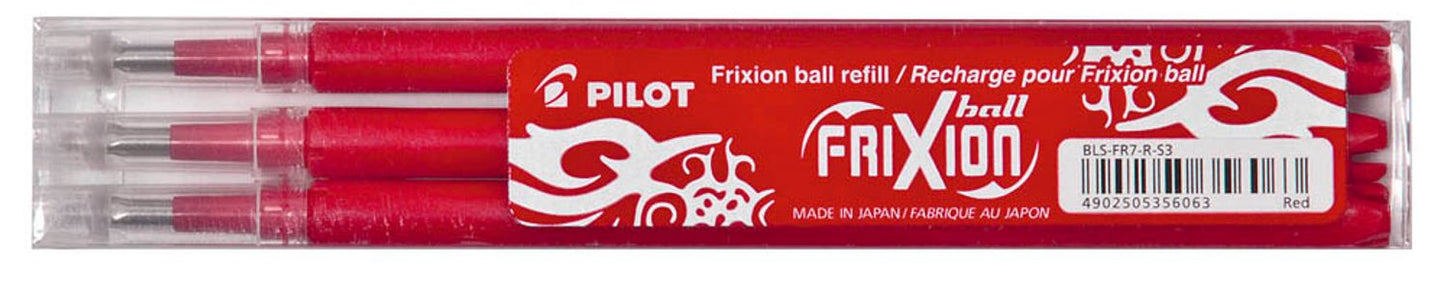 PILOT
Frixion ball refill / Recharge pour Frixion ball
ball
FRIXION
MADE IN JAPAN / FABRIQUE AU JAPON
BLS-FR7-R-S3
4902505356063
Red